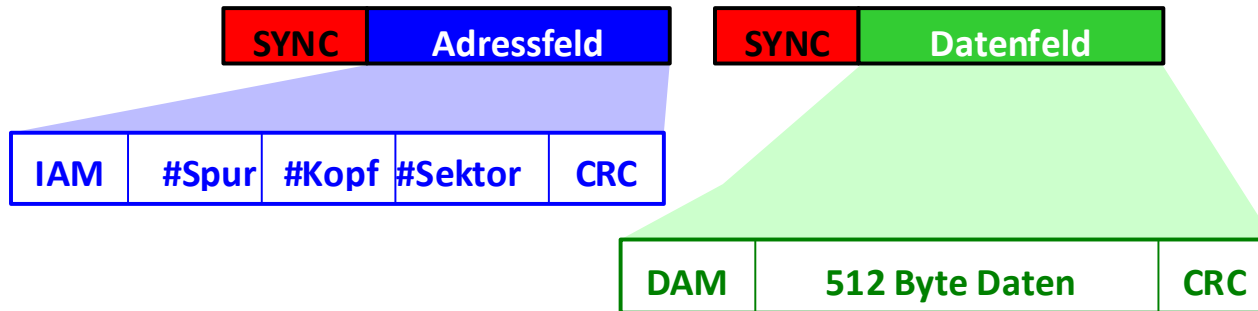 SYNC Adressfeld SYNC Datenfeld
IAM #Spur #Kopf #Sektor CRC
DAM 512 Byte Daten CRC